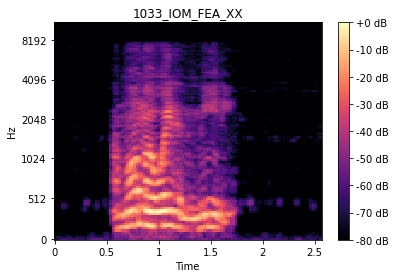 1033_IOM_FEA_XX
+0 dB
8192
-10 dB
4096
-20 dB
-30 dB
2048
Hz
-40 dB
1024
-50 dB
512
-60 dB
-70 dB
0
-80 dB
0 0.5 1 1.5 2 2.5
Time